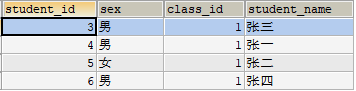 student_id sex class_id student_name
3 男 1 张三
4 男 1 张一
5 女 1 张二
6 男 1 张四